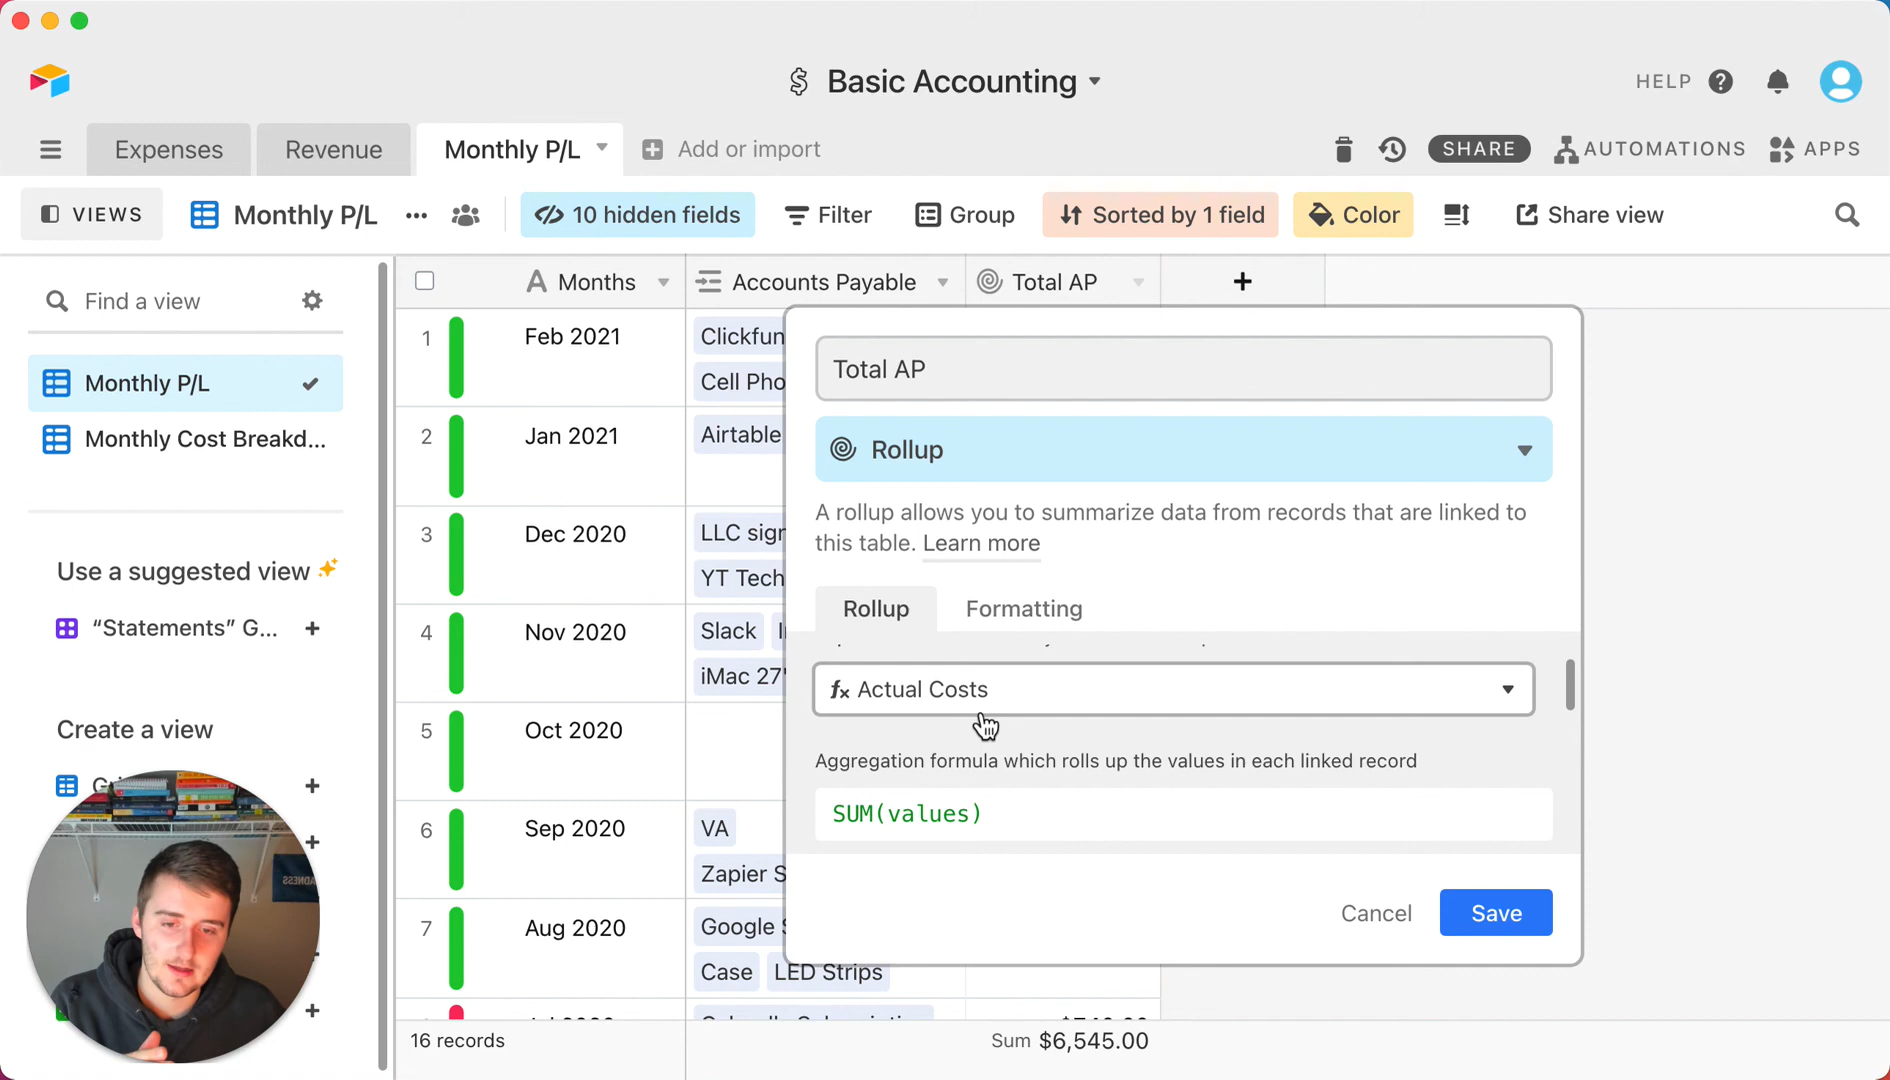 Basic Accounting
HELP
Expenses
Revenue
Monthly P/L
Add or import
SHARE
AUTOMATIONS
APPS
VIEWS
Monthly P/L
10 hidden fields
Filter
Group
Sorted by 1 field
Color
Share view
Find a view
Monthly P/L
Monthly Cost Breakd...
Use a suggested view
“Statements” G...
Create a view
Months
Accounts Payable
Total AP
1
Feb 2021
Clickfun
Cell Pho
2
Jan 2021
Airtable
3
Dec 2020
LLC sigr
YT Tech
4
Nov 2020
Slack
iMac 27"
5
Oct 2020
6
Sep 2020
VA
Zapier S
7
Aug 2020
Google S
Case
LED Strips
16 records
Sum $6,545.00
Total AP
Rollup
A rollup allows you to summarize data from records that are linked to
this table. Learn more
Rollup
Formatting
fx Actual Costs
Aggregation formula which rolls up the values in each linked record
SUM(values)
Cancel
Save